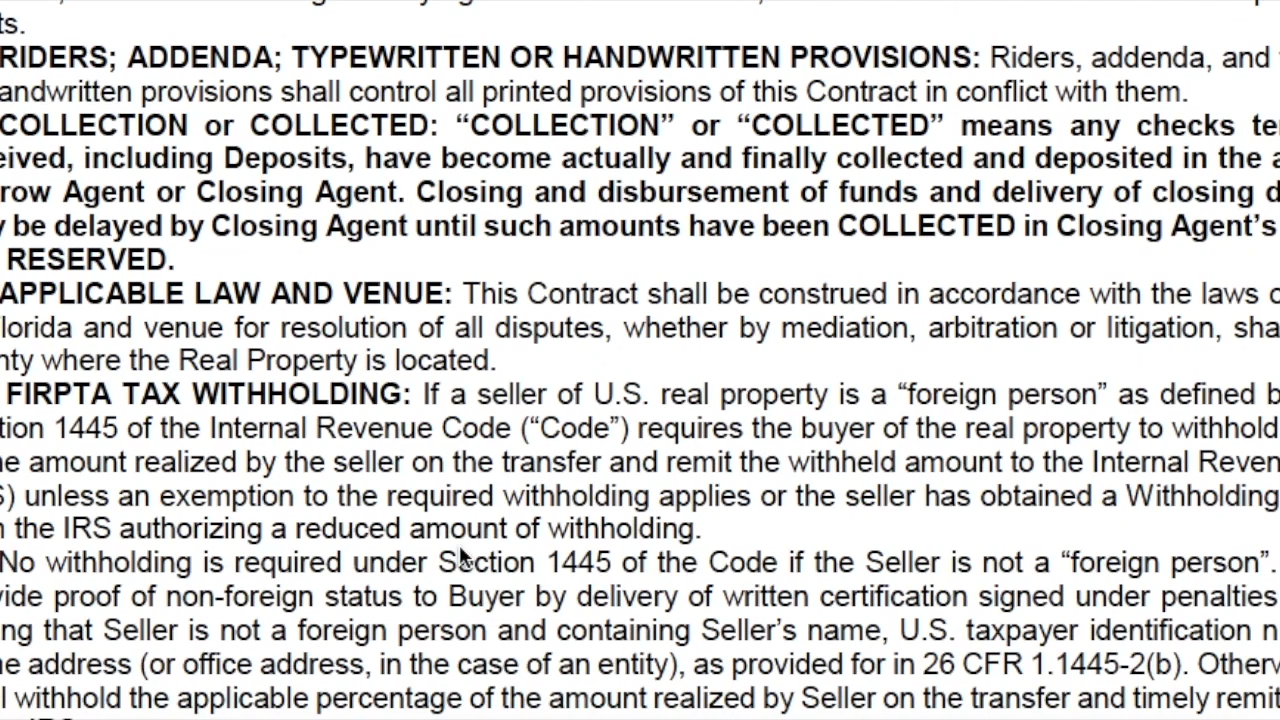 ts.
RIDERS; ADDENDA; TYPEWRITTEN OR HANDWRITTEN PROVISIONS: Riders, addenda, and
andwritten provisions shall control all printed provisions of this Contract in conflict with them.
COLLECTION or COLLECTED: “COLLECTION” or “COLLECTED” means any checks te
eived, including Deposits, have become actually and finally collected and deposited in the a
row Agent or Closing Agent. Closing and disbursement of funds and delivery of closing d
y be delayed by Closing Agent until such amounts have been COLLECTED in Closing Agent’s
RESERVED.
APPLICABLE LAW AND VENUE: This Contract shall be construed in accordance with the laws o
lorida and venue for resolution of all disputes, whether by mediation, arbitration or litigation, sha
nty where the Real Property is located.
FIRPTA TAX WITHHOLDING: If a seller of U.S. real property is a “foreign person” as defined b
tion 1445 of the Internal Revenue Code (“Code”) requires the buyer of the real property to withhold
he amount realized by the seller on the transfer and remit the withheld amount to the Internal Reven
S) unless an exemption to the required withholding applies or the seller has obtained a Withholding
n the IRS authorizing a reduced amount of withholding.
No withholding is required under Section 1445 of the Code if the Seller is not a “foreign person”.
vide proof of non-foreign status to Buyer by delivery of written certification signed under penalties
ing that Seller is not a foreign person and containing Seller’s name, U.S. taxpayer identification n
ne address (or office address, in the case of an entity), as provided for in 26 CFR 1.1445-2(b). Otherw
l withhold the applicable percentage of the amount realized by Seller on the transfer and timely remit